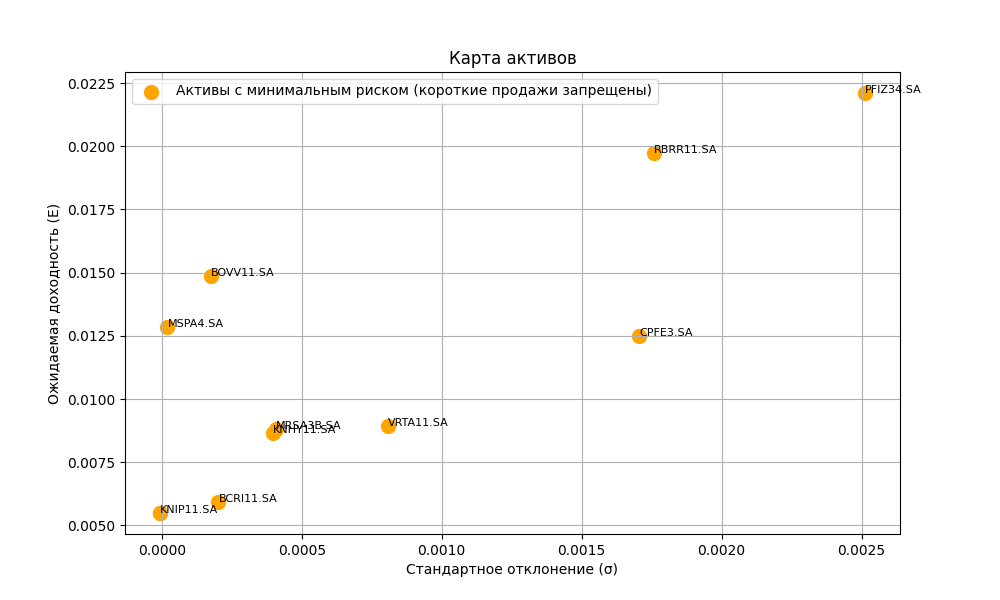 Карта активов
Активы с минимальным риском (короткие продажи запрещены)
Ожидаемая доходность (E)
0.0225
0.0200
0.0175
0.0150
0.0125
0.0100
0.0075
0.0050
PFIZ34.SA
RBRR11.SA
BOVV11.SA
MSPA4.SA
CPFE3.SA
VRTA11.SA
MRSA3B.SA
KNHY11.SA
BCRI11.SA
KNIP11.SA
0.0000 0.0005 0.0010 0.0015 0.0020 0.0025
Стандартное отклонение (σ)